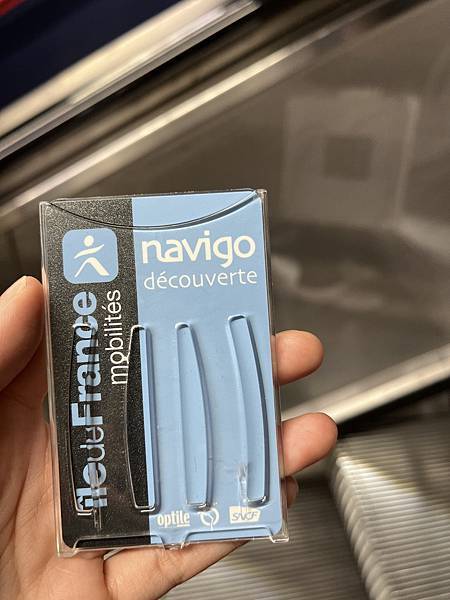 navigo
découverte
îledeFrance
mobilités
optile
SNCF